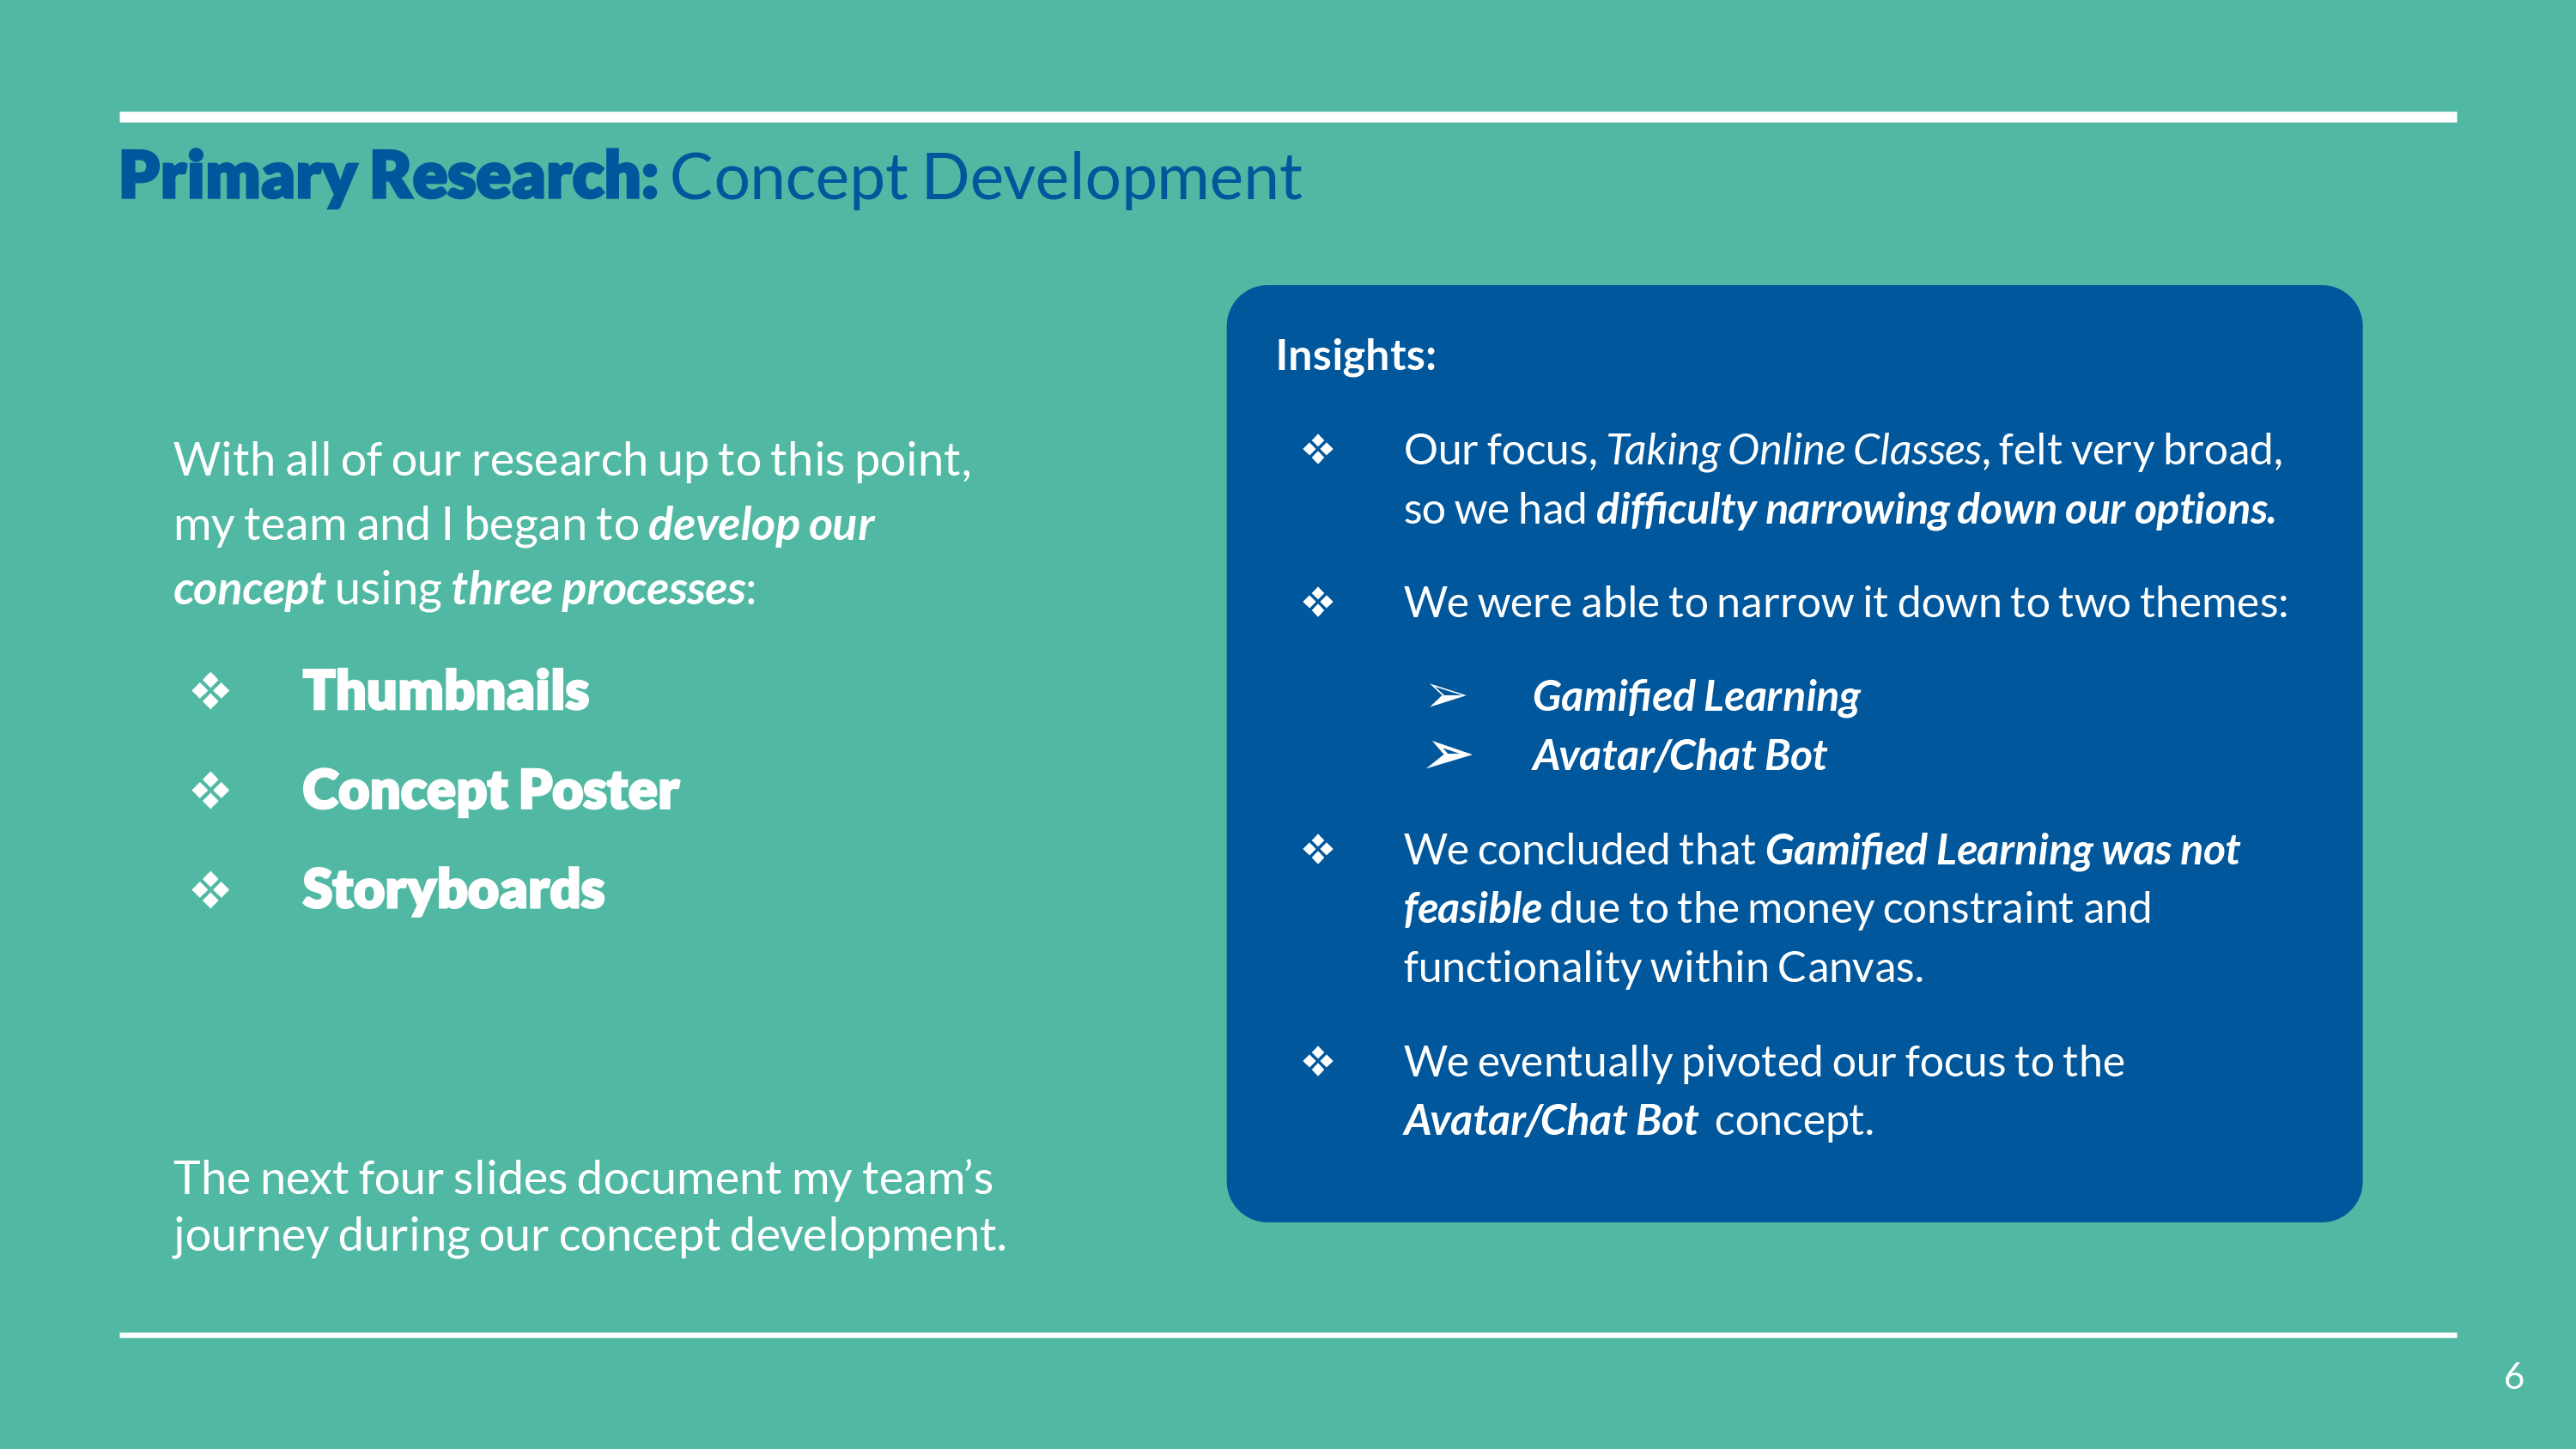 Primary Research: Concept Development
With all of our research up to this point,
my team and I began to develop our
concept using three processes:
❖ Thumbnails
❖ Concept Poster
❖ Storyboards
The next four slides document my team’s
journey during our concept development.
Insights:
❖ Our focus, Taking Online Classes, felt very broad,
so we had difficulty narrowing down our options.
❖ We were able to narrow it down to two themes:
➢ Gamified Learning
➢ Avatar/Chat Bot
❖ We concluded that Gamified Learning was not
feasible due to the money constraint and
functionality within Canvas.
❖ We eventually pivoted our focus to the
Avatar/Chat Bot concept.
6